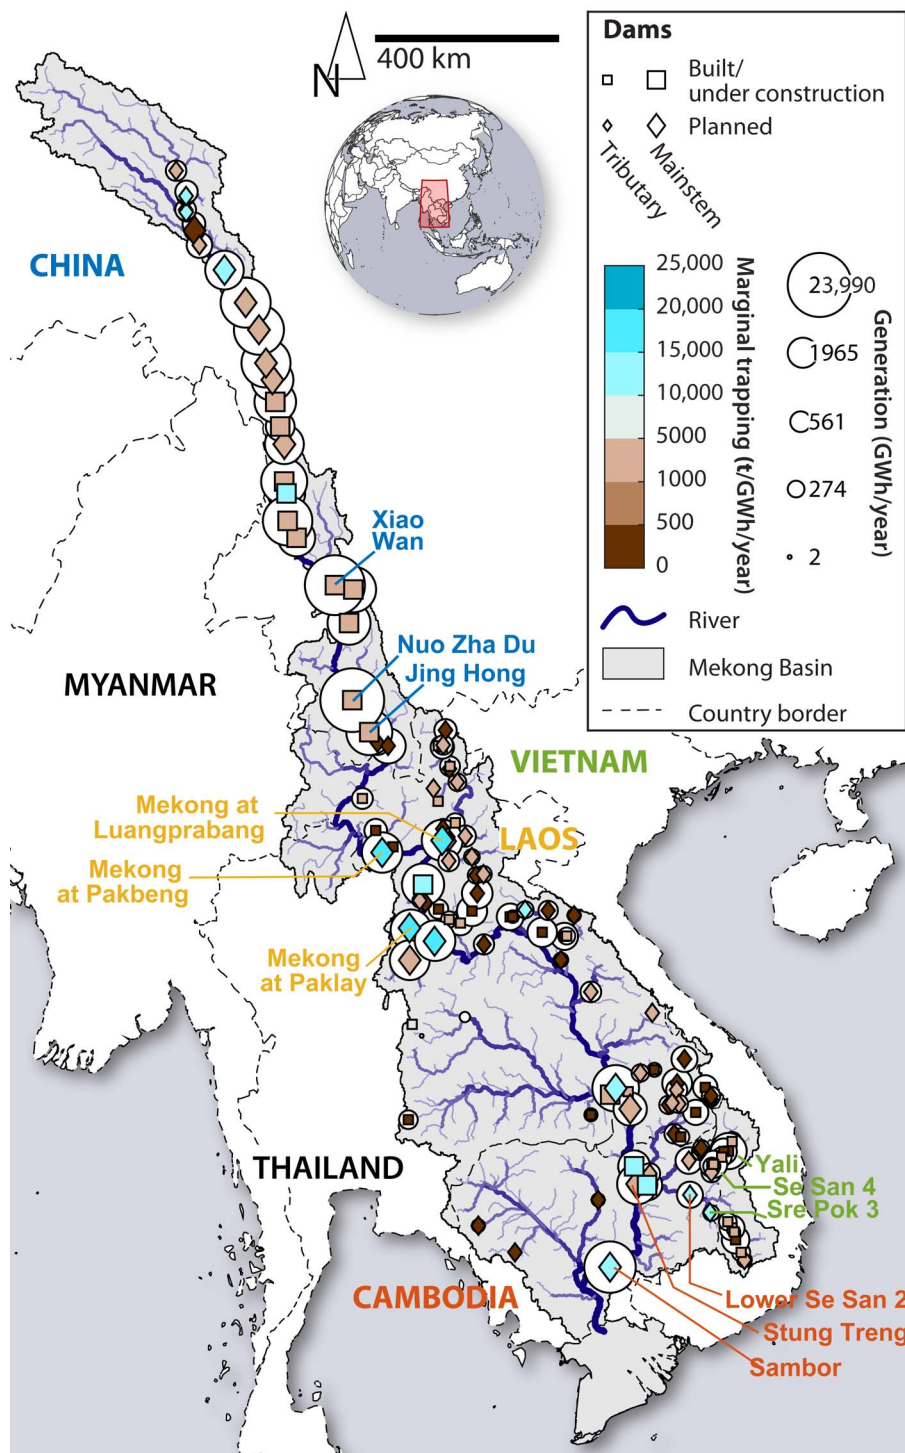 N
400 km
Dams
Built/
under construction
Planned
Tributary
Mainstem
25,000
20,000
15,000
10,000
5000
1000
500
0
Marginal trapping (t/GWh/year)
23,990
1965
561
274
2
Generation (GWh/year)
River
Mekong Basin
Country border
CHINA
Xiao
Wan
Nuo Zha Du
Jing Hong
MYANMAR
VIETNAM
Mekong at
Luangprabang
LAOS
Mekong
at Pakbeng
Mekong
at Paklay
THAILAND
Yali
Se San 4
Sre Pok 3
CAMBODIA
Lower Se San 2
Stung Treng
Sambor